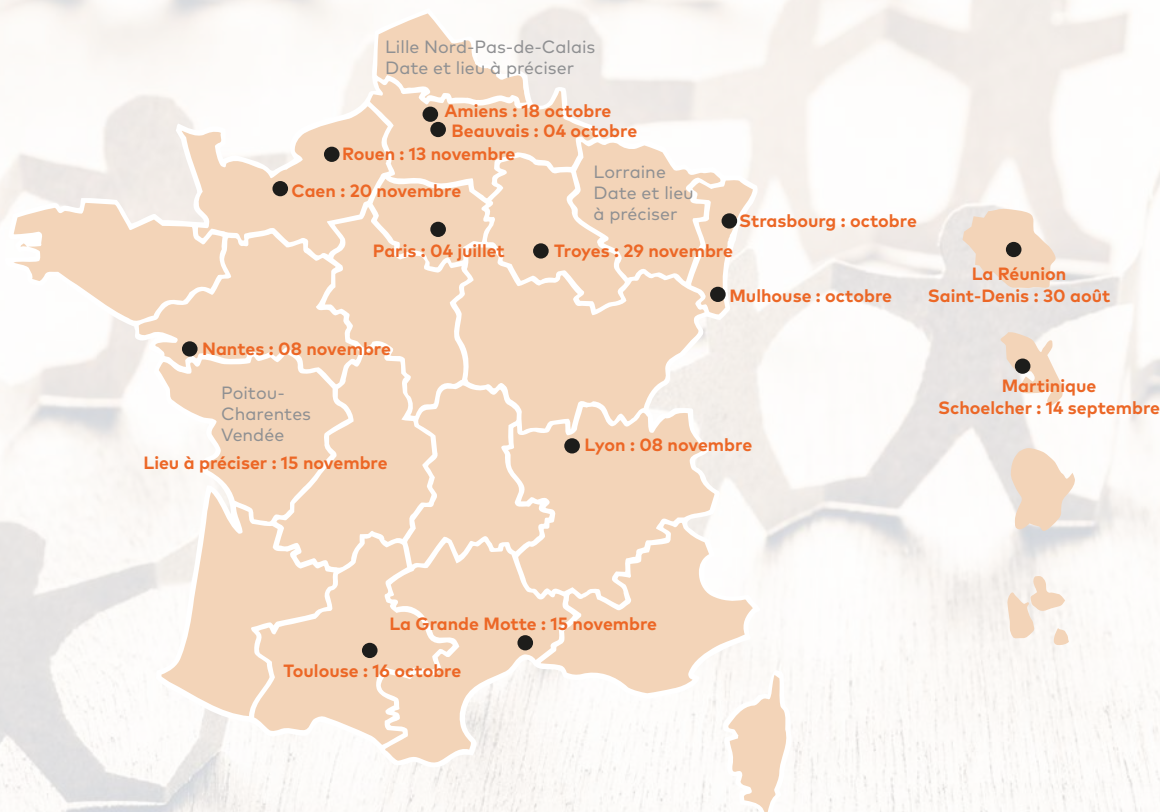 Lille Nord-Pas-de-Calais
Date et lieu à préciser
Amiens : 18 octobre
Beauvais : 04 octobre
Rouen : 13 novembre
Caen : 20 novembre
Lorraine
Date et lieu
à préciser
Strasbourg : octobre
Paris : 04 juillet
Troyes : 29 novembre
La Réunion
Saint-Denis : 30 août
Mulhouse : octobre
Nantes : 08 novembre
Martinique
Schoelcher : 14 septembre
Poitou-
Charentes
Vendée
Lieu à préciser : 15 novembre
Lyon : 08 novembre
La Grande Motte : 15 novembre
Toulouse : 16 octobre